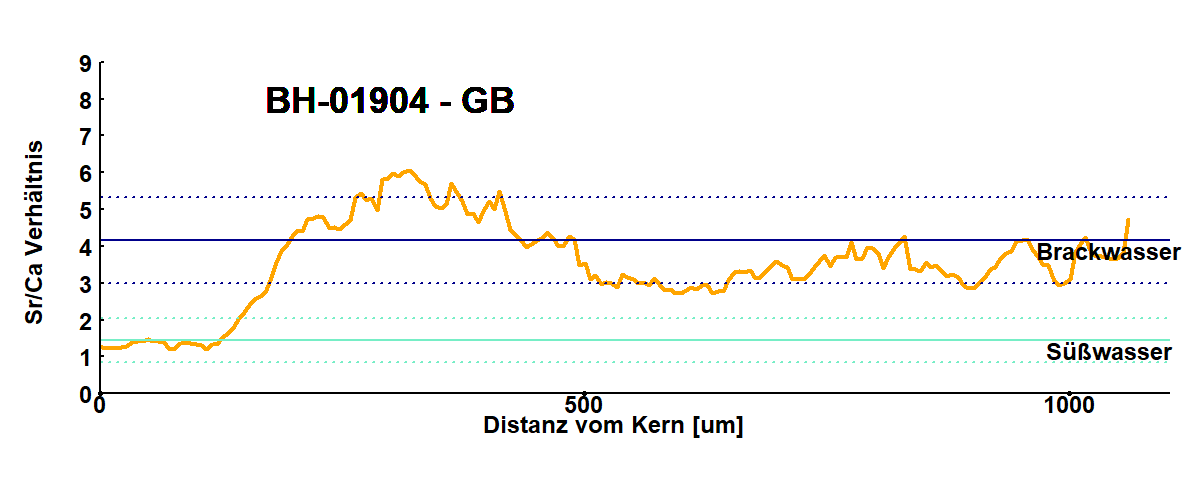 BH-01904 - GB
Sr/Ca Verhältnis
9
8
7
6
5
4
3
2
1
0
Brackwasser
Süßwasser
0 500 1000
Distanz vom Kern [um]